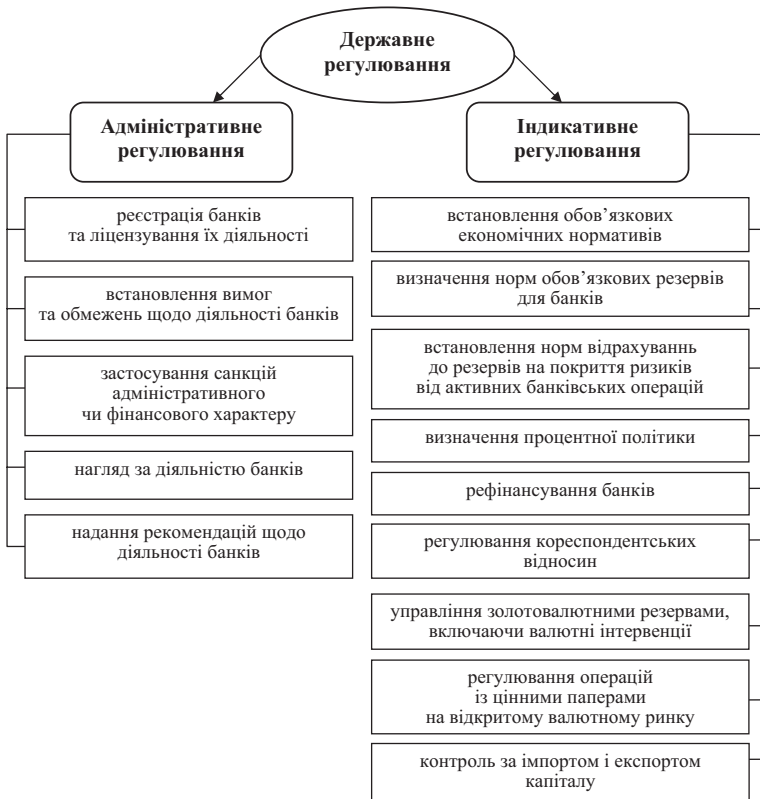 Державне
регулювання
Адміністративне
регулювання
реєстрація банків
та ліцензування їх діяльності
встановлення вимог
та обмежень щодо діяльності банків
застосування санкцій
адміністративного
чи фінансового характеру
нагляд за діяльністю банків
надання рекомендацій щодо
діяльності банків
Індикативне
регулювання
встановлення обов’язкових
економічних нормативів
визначення норм обов’язкових резервів
для банків
встановлення норм відрахуваннь
до резервів на покриття ризиків
від активних банківських операцій
визначення процентної політики
рефінансування банків
регулювання кореспондентських
відносин
управління золотовалютними резервами,
включаючи валютні інтервенції
регулювання операцій
із цінними паперами
на відкритому валютному ринку
контроль за імпортом і експортом
капіталу